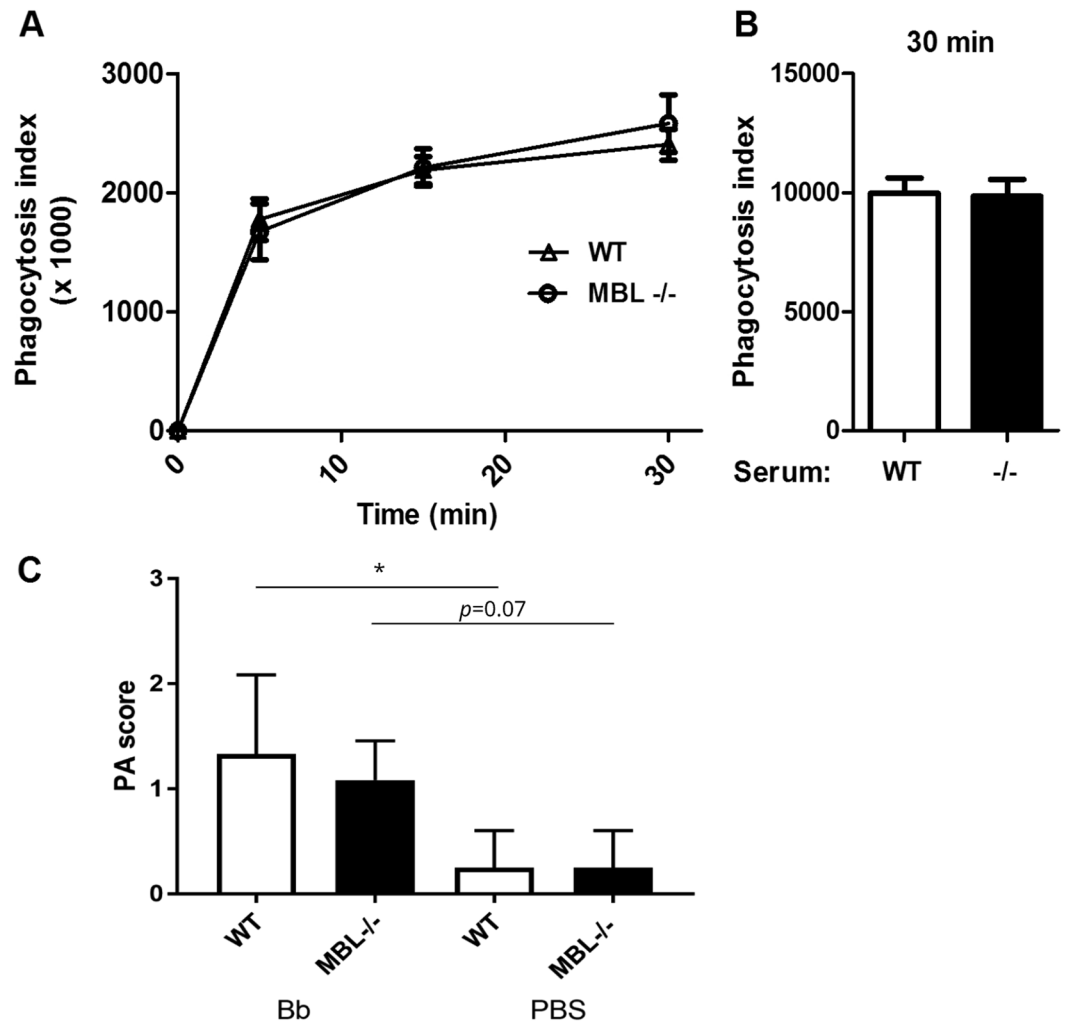 A
Phagocytosis index
(x 1000)
3000
2000
1000
0
0
10
20
30
Time (min)
WT
MBL -/-
B
30 min
Phagocytosis index
15000
10000
5000
0
Serum: WT -/-
C
PA score
3
2
1
0
*
p=0.07
WT
MBL-/-
WT
MBL-/-
Bb
PBS